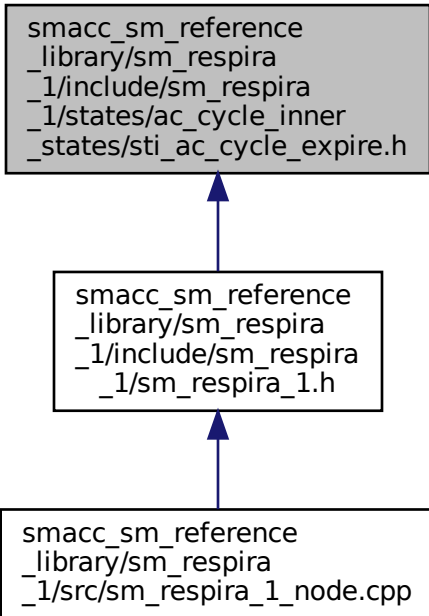 smacc_sm_reference
_library/sm_respira
_1/include/sm_respira
_1/states/ac_cycle_inner
_states/sti_ac_cycle_expire.h
smacc_sm_reference
_library/sm_respira
_1/include/sm_respira
_1/sm_respira_1.h
smacc_sm_reference
_library/sm_respira
_1/src/sm_respira_1_node.cpp